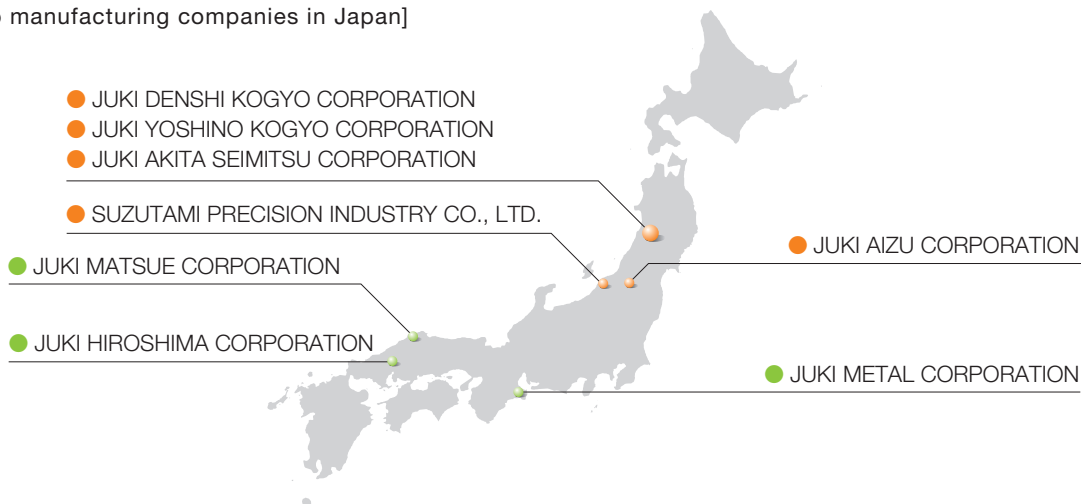 manufacturing companies in Japan]
JUKI DENSHI KOGYO CORPORATION
JUKI YOSHINO KOGYO CORPORATION
JUKI AKITA SEIMITSU CORPORATION
SUZUTAMI PRECISION INDUSTRY CO., LTD.
JUKI AIZU CORPORATION
JUKI MATSUE CORPORATION
JUKI HIROSHIMA CORPORATION
JUKI METAL CORPORATION